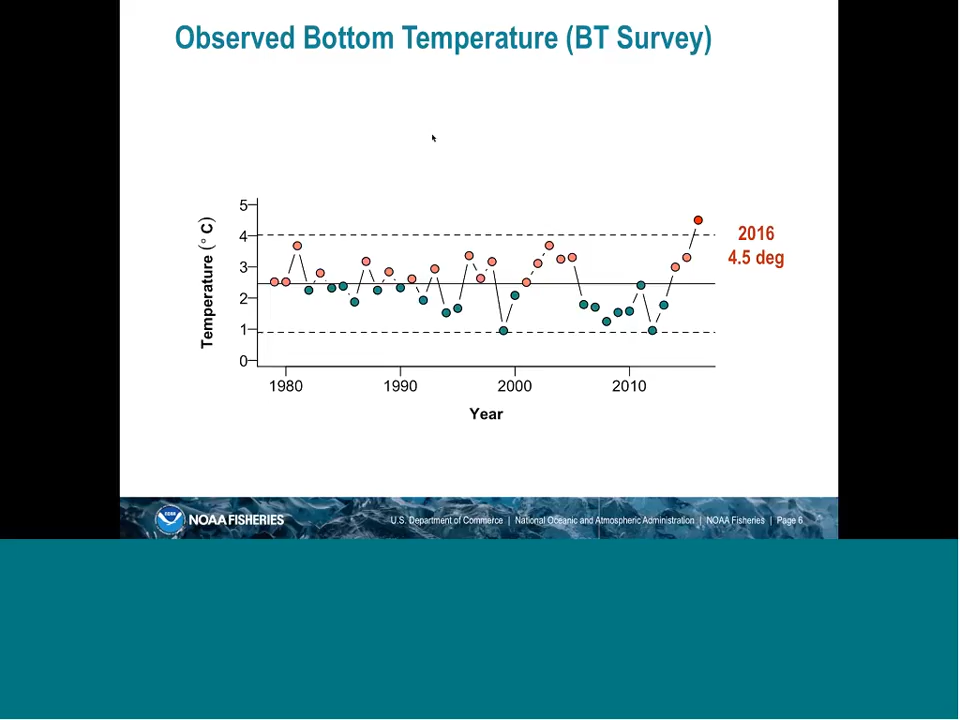 Observed Bottom Temperature (BT Survey)
5
4
3
2
1
0
Temperature (° C)
1980 1990 2000 2010
Year
2016
4.5 deg
NOAA
NOAA FISHERIES
U.S. Department of Commerce | National Oceanic and Atmospheric Administration | NOAA Fisheries | Page 6